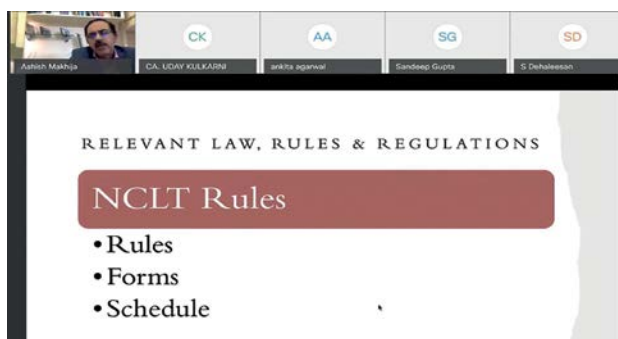 CK
AA
SG
SD
Ashish Makhija
CA. UDAY KULKARNI
ankita agarwal
Sandeep Gupta
S Dehaleesan
RELEVANT LAW, RULES & REGULATIONS
NCLT Rules
•Rules
•Forms
•Schedule